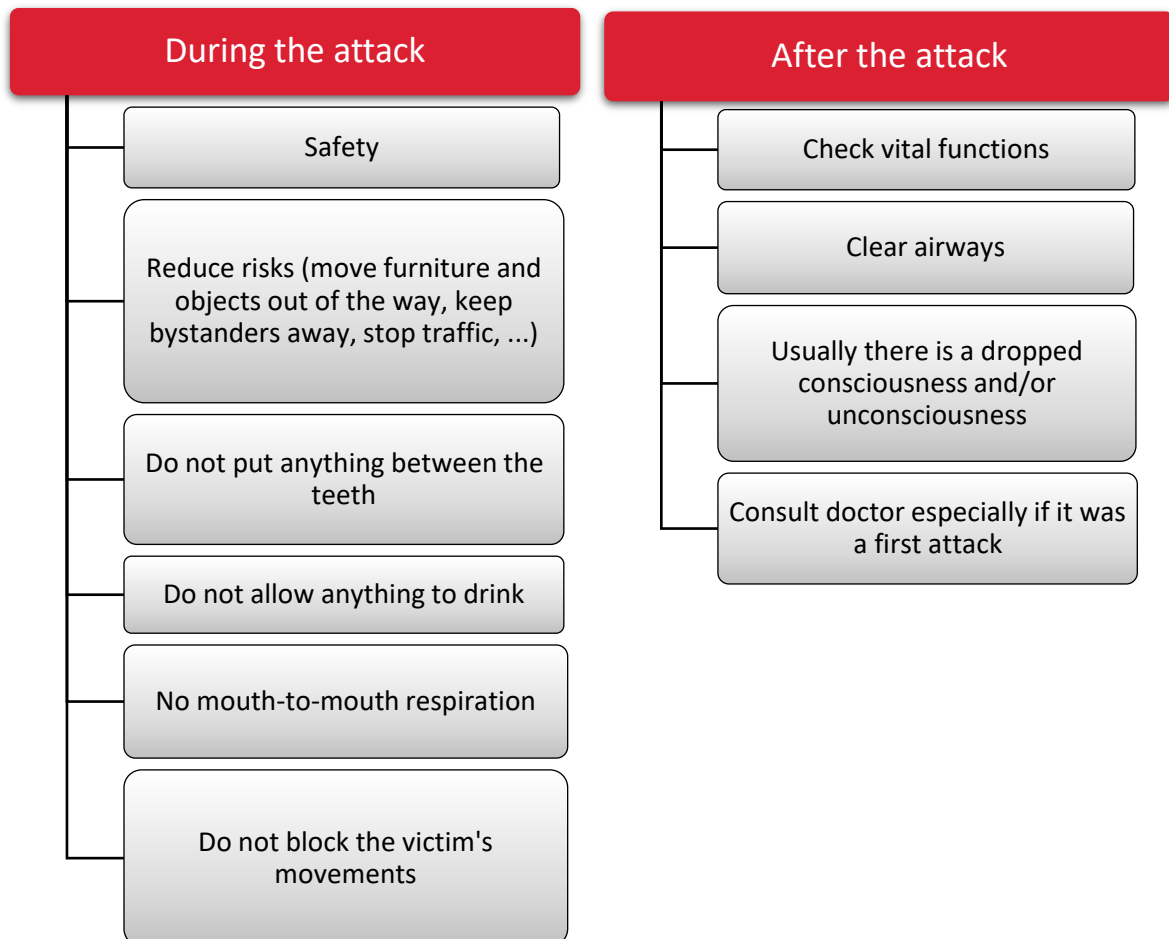 During the attack
Safety
Reduce risks (move furniture and
objects out of the way, keep
bystanders away, stop traffic, ...)
Do not put anything between the
teeth
Do not allow anything to drink
No mouth-to-mouth respiration
Do not block the victim's
movements
After the attack
Check vital functions
Clear airways
Usually there is a dropped
consciousness and/or
unconsciousness
Consult doctor especially if it was
a first attack